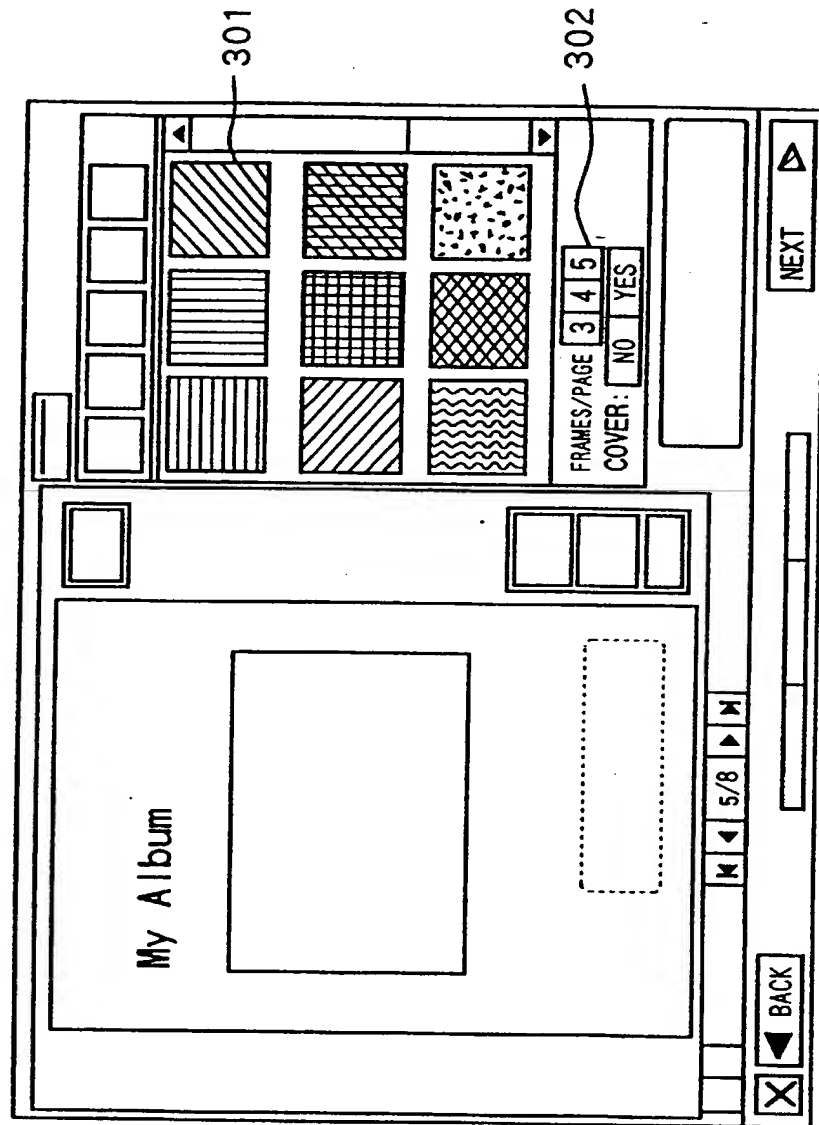 My Album
301
FRAMES/PAGE 3 4 5
COVER: NO YES
302
5/8
X BACK NEXT